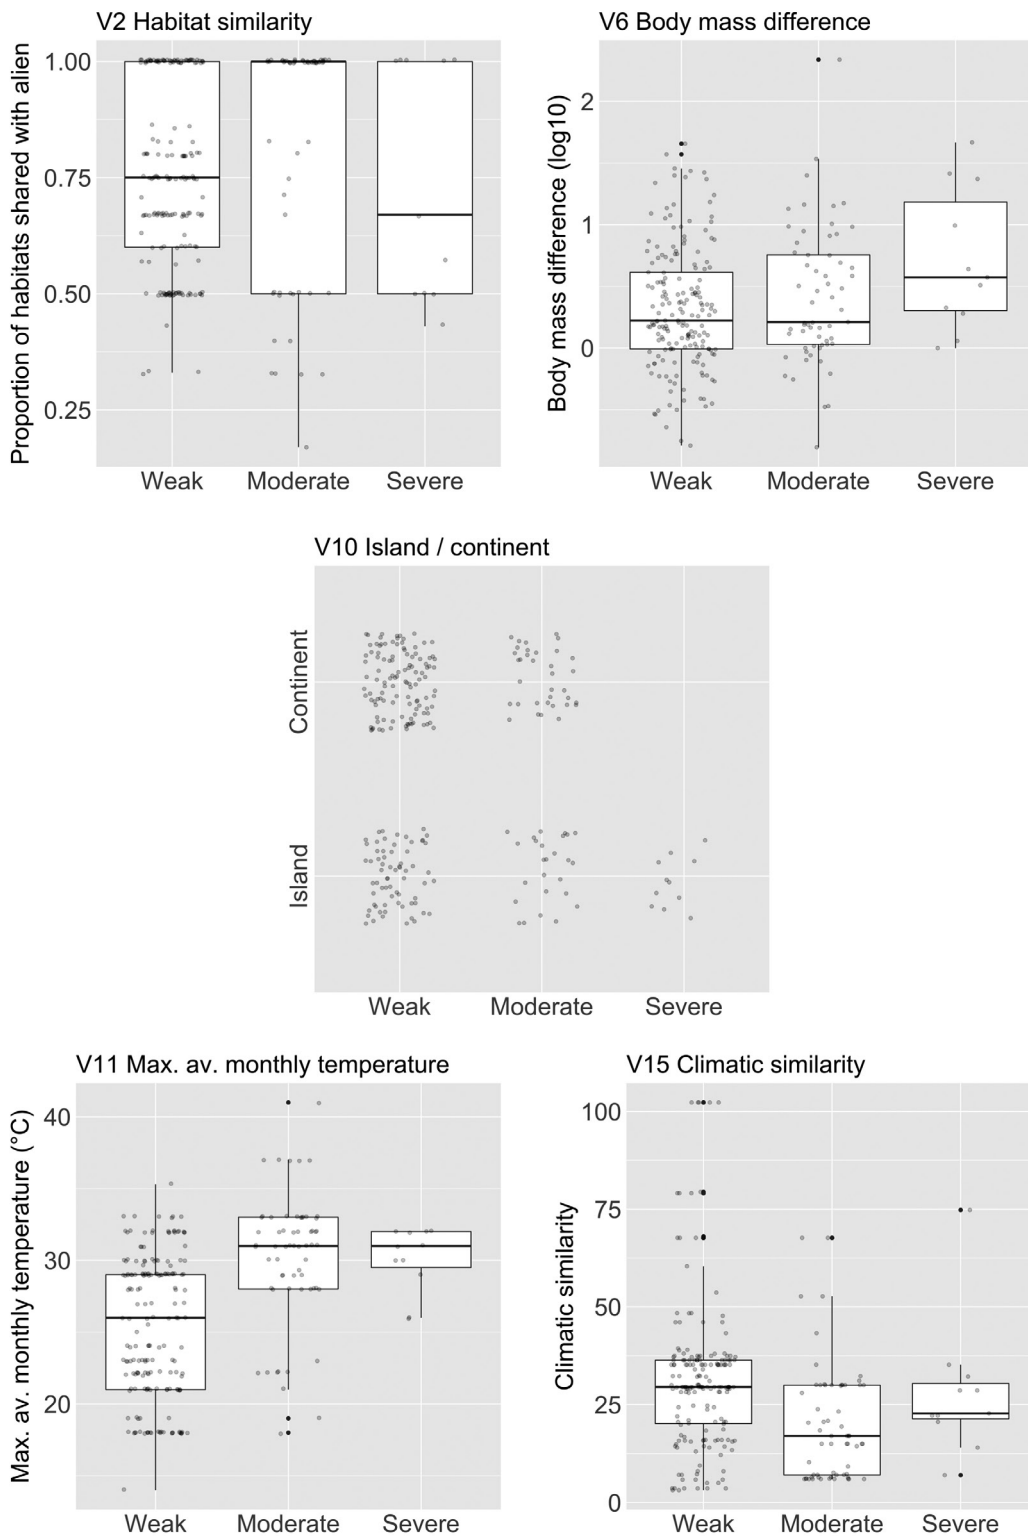 V2 Habitat similarity
Proportion of habitats shared with alien
1.00
0.75
0.50
0.25
Weak Moderate Severe
V6 Body mass difference
Body mass difference (log10)
2
1
0
Weak Moderate Severe
V10 Island / continent
Continent
Island
Weak Moderate Severe
V11 Max. av. monthly temperature
Max. av. monthly temperature (°C)
40
30
20
Weak Moderate Severe
V15 Climatic similarity
Climatic similarity
100
75
50
25
0
Weak Moderate Severe